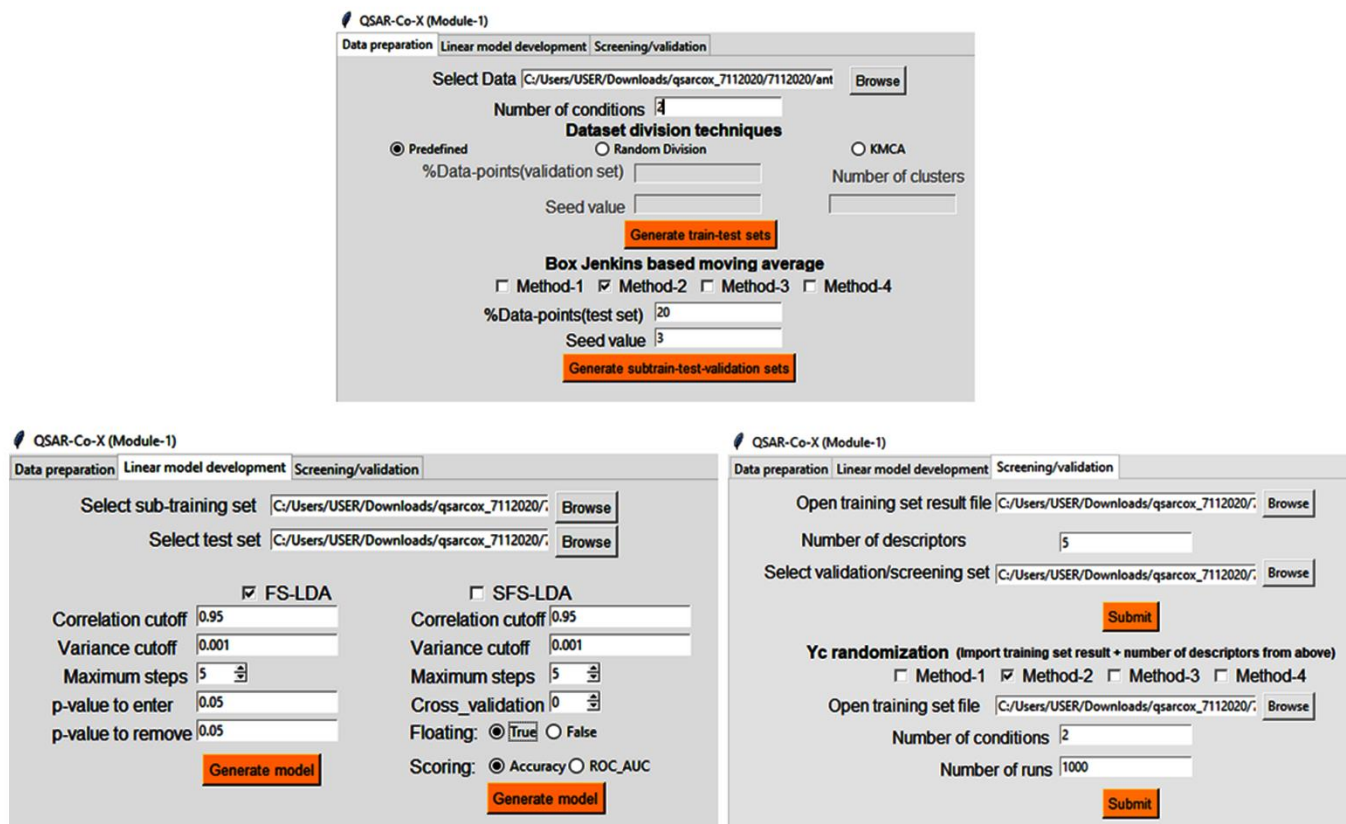 QSAR-Co-X (Module-1)
Data preparation Linear model development Screening/validation
Select Data C:/Users/USER/Downloads/qsarcox_7112020/7112020/ant Browse
Number of conditions 2
Dataset division techniques
Predefined Random Division KMCA
%Data-points(validation set) Number of clusters
Seed value
Generate train-test sets
Box Jenkins based moving average
Method-1 Method-2 Method-3 Method-4
%Data-points(test set) 20
Seed value 3
Generate subtrain-test-validation sets
QSAR-Co-X (Module-1)
Data preparation Linear model development Screening/validation
Select sub-training set C:/Users/USER/Downloads/qsarcox_7112020/ Browse
Select test set C:/Users/USER/Downloads/qsarcox_7112020/ Browse
FS-LDA
Correlation cutoff 0.95
Variance cutoff 0.001
Maximum steps 5
p-value to enter 0.05
p-value to remove 0.05
Generate model
SFS-LDA
Correlation cutoff 0.95
Variance cutoff 0.001
Maximum steps 5
Cross_validation 0
Floating: True False
Scoring: Accuracy ROC_AUC
Generate model
QSAR-Co-X (Module-1)
Data preparation Linear model development Screening/validation
Open training set result file C:/Users/USER/Downloads/qsarcox_7112020/ Browse
Number of descriptors 5
Select validation/screening set C:/Users/USER/Downloads/qsarcox_7112020/ Browse
Submit
Yc randomization (Import training set result + number of descriptors from above)
Method-1 Method-2 Method-3 Method-4
Open training set file C:/Users/USER/Downloads/qsarcox_7112020/ Browse
Number of conditions 2
Number of runs 1000
Submit